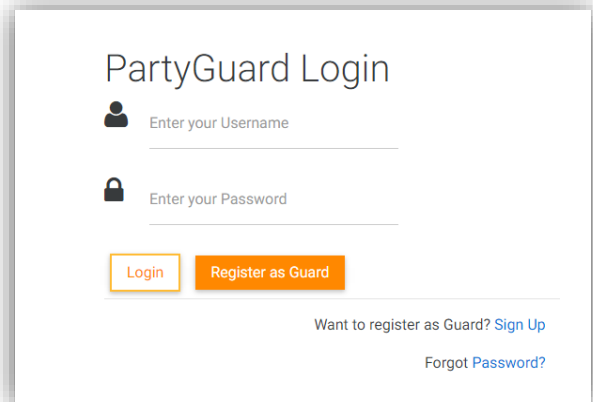 PartyGuard Login
Enter your Username
Enter your Password
Login Register as Guard
Want to register as Guard? Sign Up
Forgot Password?